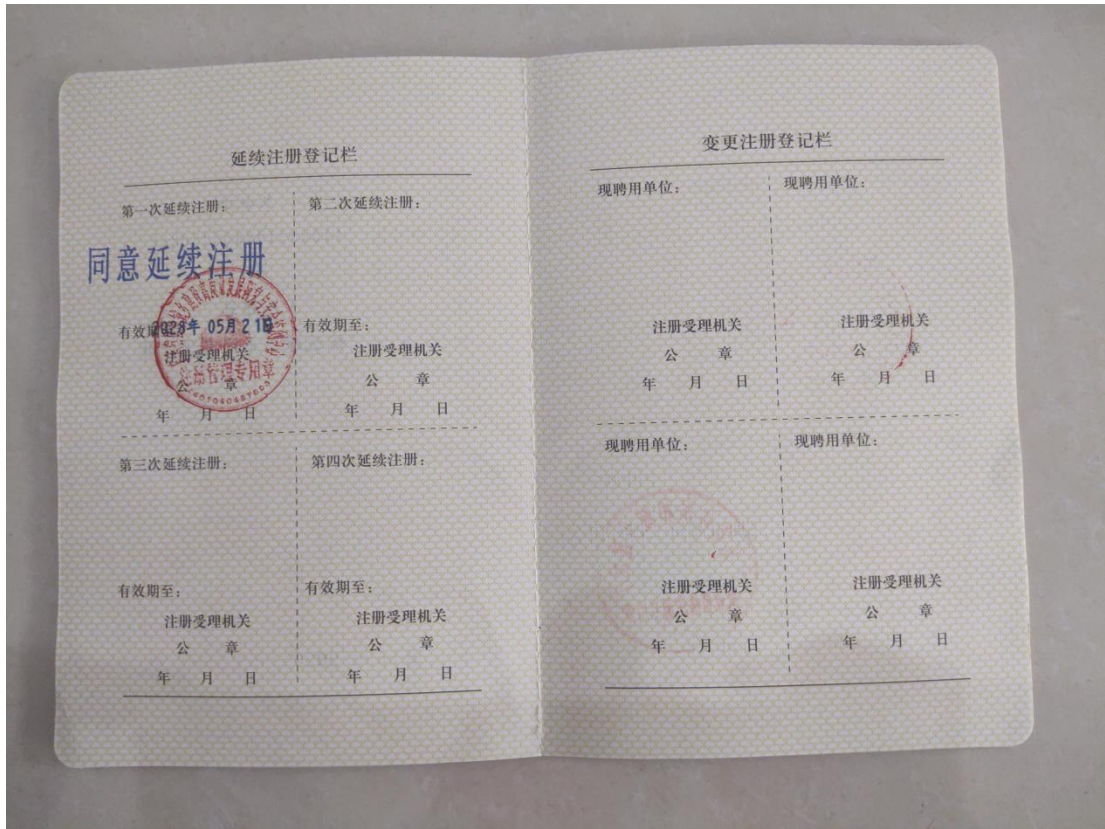 延续注册登记栏
第一次延续注册：
第二次延续注册：
同意延续注册
有效期至：
2028年 05月 21日
注册受理机关
公 章
年 月 日
有效期至：
注册受理机关
公 章
年 月 日
第三次延续注册：
第四次延续注册：
有效期至：
注册受理机关
公 章
年 月 日
有效期至：
注册受理机关
公 章
年 月 日
变更注册登记栏
现聘用单位：
现聘用单位：
注册受理机关
公 章
年 月 日
注册受理机关
公 章
年 月 日
现聘用单位：
现聘用单位：
注册受理机关
公 章
年 月 日
注册受理机关
公 章
年 月 日